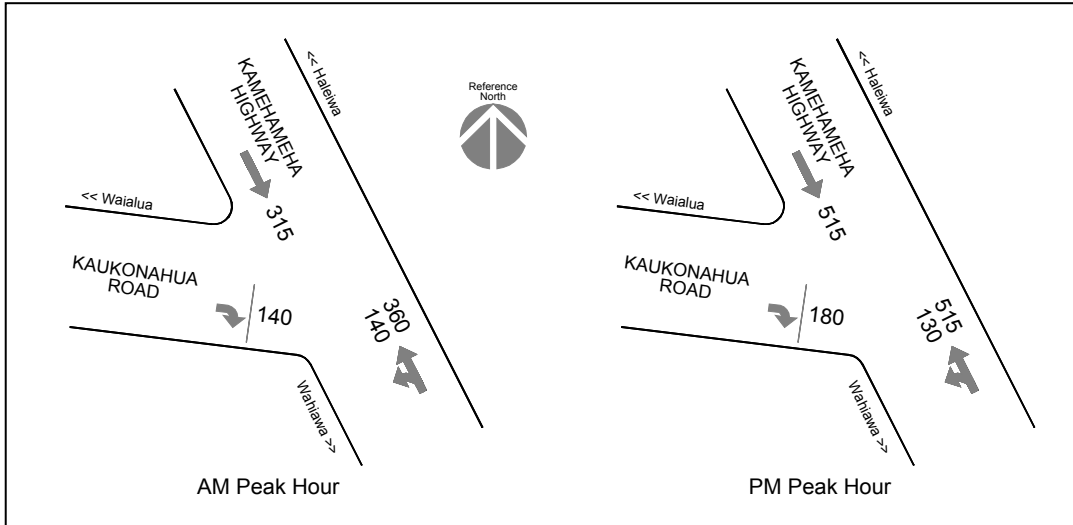 << Haleiwa
KAMEHAMEHA
HIGHWAY
315
<< Waialua
KAUKONAHUA
ROAD
140
360
140
Wahiawa >>
AM Peak Hour
Reference
North
<< Haleiwa
KAMEHAMEHA
HIGHWAY
515
<< Waialua
KAUKONAHUA
ROAD
180
515
130
Wahiawa >>
PM Peak Hour